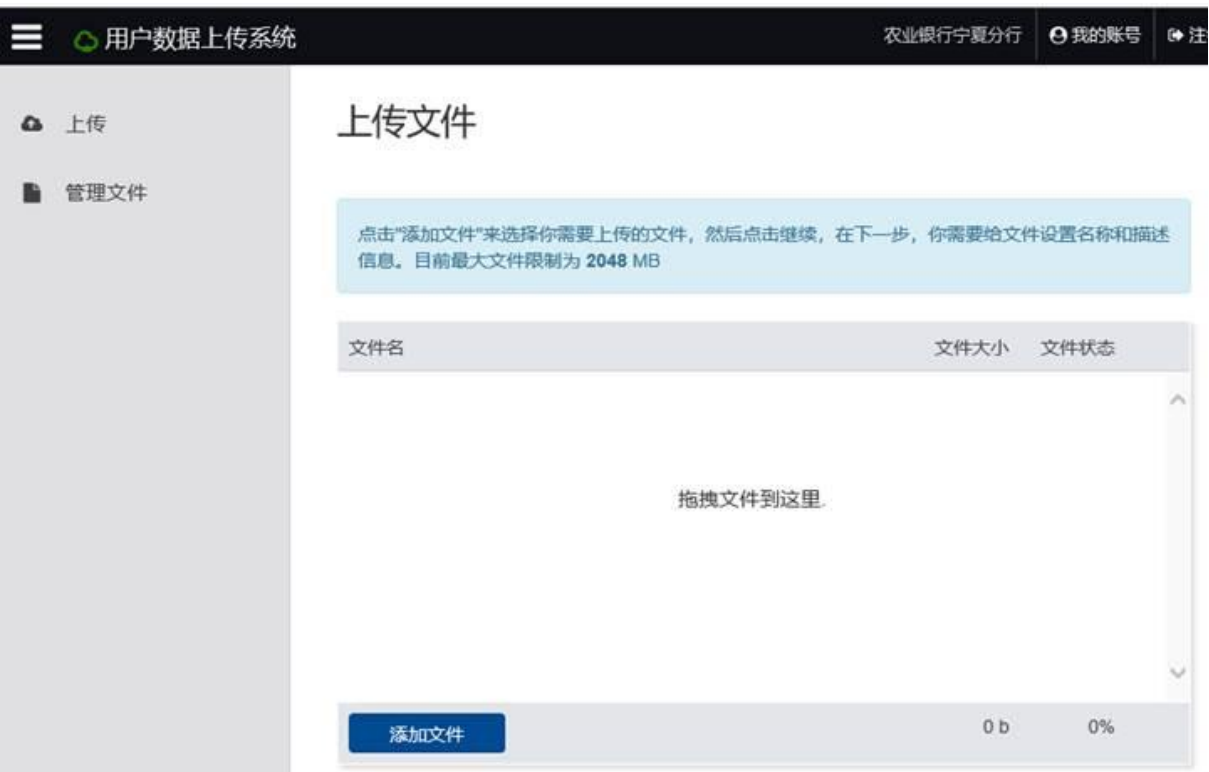 用户数据上传系统
农业银行宁夏分行
我的账号
注
上传
管理文件
上传文件
点击"添加文件"来选择你需要上传的文件，然后点击继续，在下一步，你需要给文件设置名称和描述
信息。目前最大文件限制为 2048 MB
文件名 文件大小 文件状态
拖拽文件到这里.
添加文件 0 b 0%